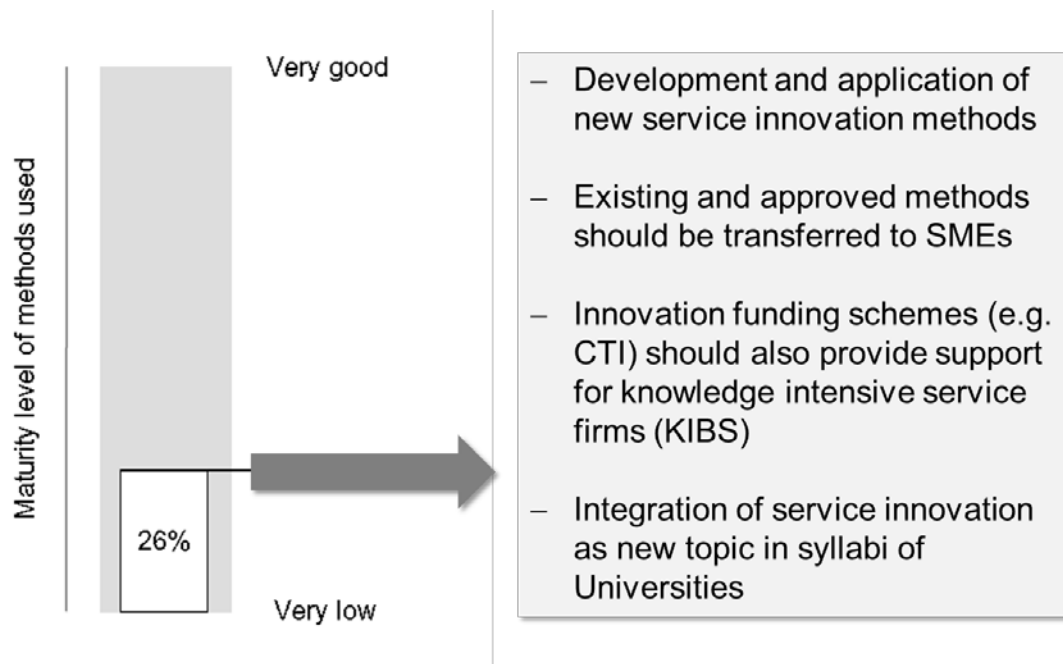 Maturity level of methods used
Very good
26%
Very low
– Development and application of
new service innovation methods
– Existing and approved methods
should be transferred to SMEs
– Innovation funding schemes (e.g.
CTI) should also provide support
for knowledge intensive service
firms (KIBS)
– Integration of service innovation
as new topic in syllabi of
Universities